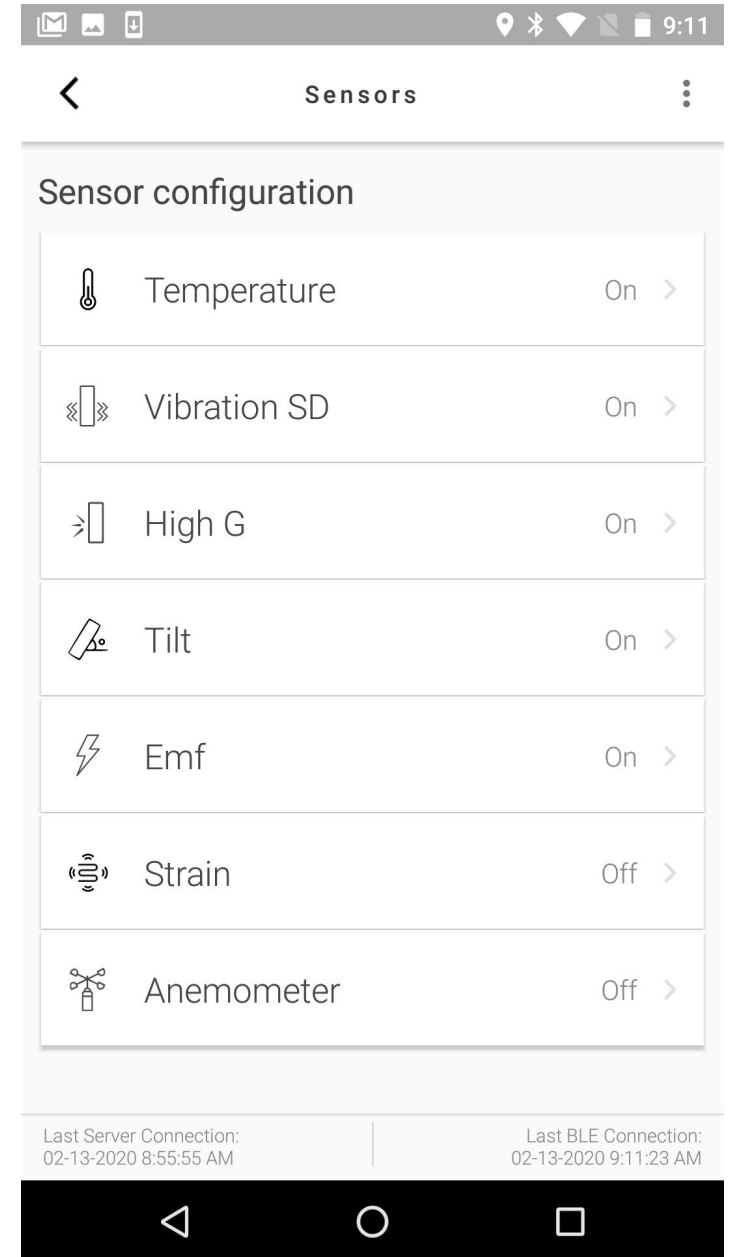 9:11
Sensors
Sensor configuration
Temperature On
Vibration SD On
High G On
Tilt On
Emf On
Strain Off
Anemometer Off
Last Server Connection: Last BLE Connection:
02-13-2020 8:55:55 AM 02-13-2020 9:11:23 AM